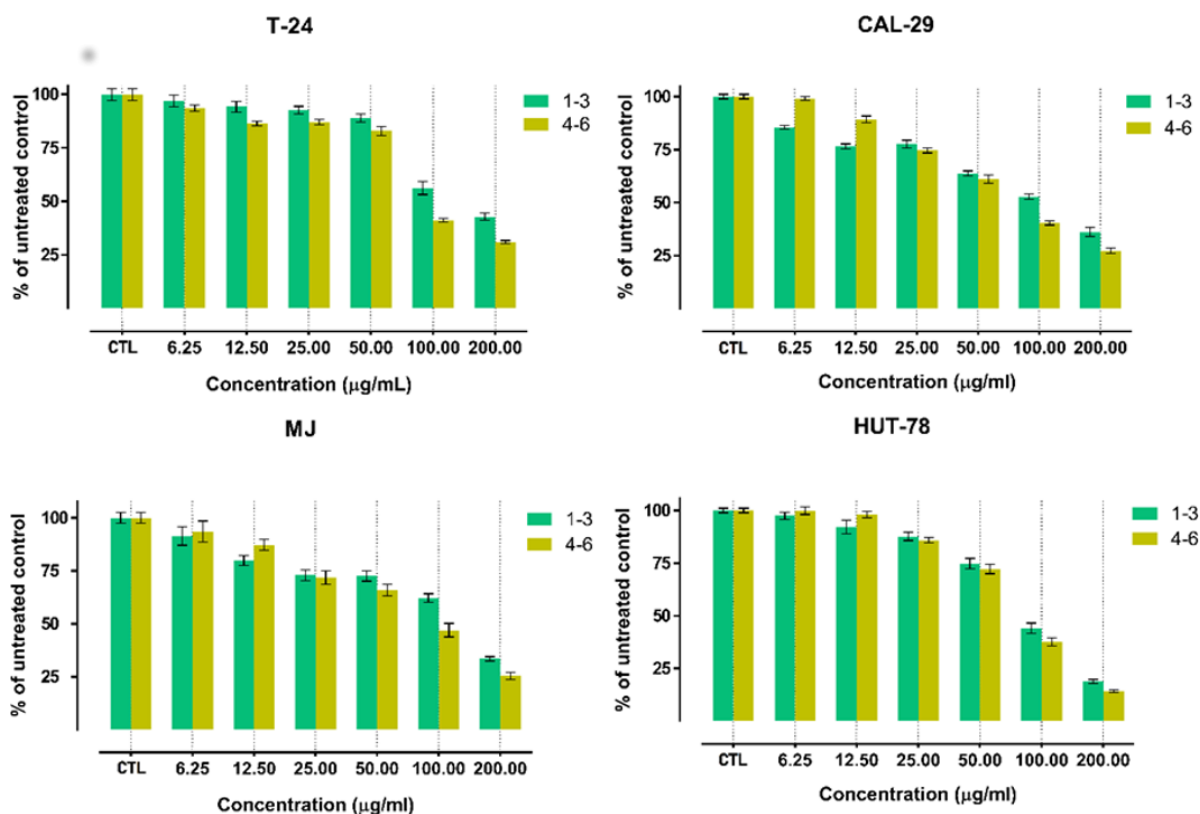 T-24
% of untreated control
100
75
50
25
1-3
4-6
CTL 6.25 12.50 25.00 50.00 100.00 200.00
Concentration (μg/mL)
CAL-29
% of untreated control
100
75
50
25
1-3
4-6
CTL 6.25 12.50 25.00 50.00 100.00 200.00
Concentration (μg/ml)
MJ
% of untreated control
100
75
50
25
1-3
4-6
CTL 6.25 12.50 25.00 50.00 100.00 200.00
Concentration (μg/ml)
HUT-78
% of untreated control
100
75
50
25
1-3
4-6
CTL 6.25 12.50 25.00 50.00 100.00 200.00
Concentration (μg/ml)